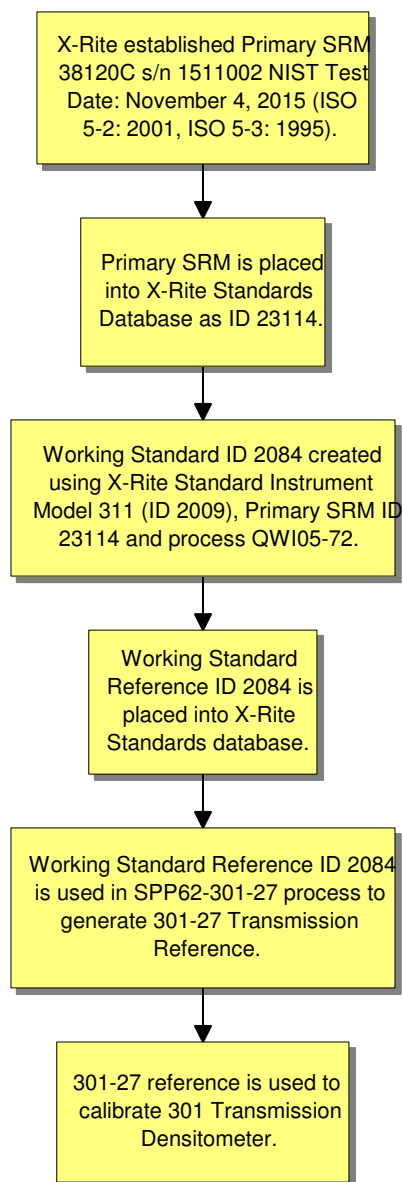 X-Rite established Primary SRM
38120C s/n 1511002 NIST Test
Date: November 4, 2015 (ISO
5-2: 2001, ISO 5-3: 1995).
Primary SRM is placed
into X-Rite Standards
Database as ID 23114.
Working Standard ID 2084 created
using X-Rite Standard Instrument
Model 311 (ID 2009), Primary SRM ID
23114 and process QWI05-72.
Working Standard
Reference ID 2084 is
placed into X-Rite
Standards database.
Working Standard Reference ID 2084
is used in SPP62-301-27 process to
generate 301-27 Transmission
Reference.
301-27 reference is used to
calibrate 301 Transmission
Densitometer.